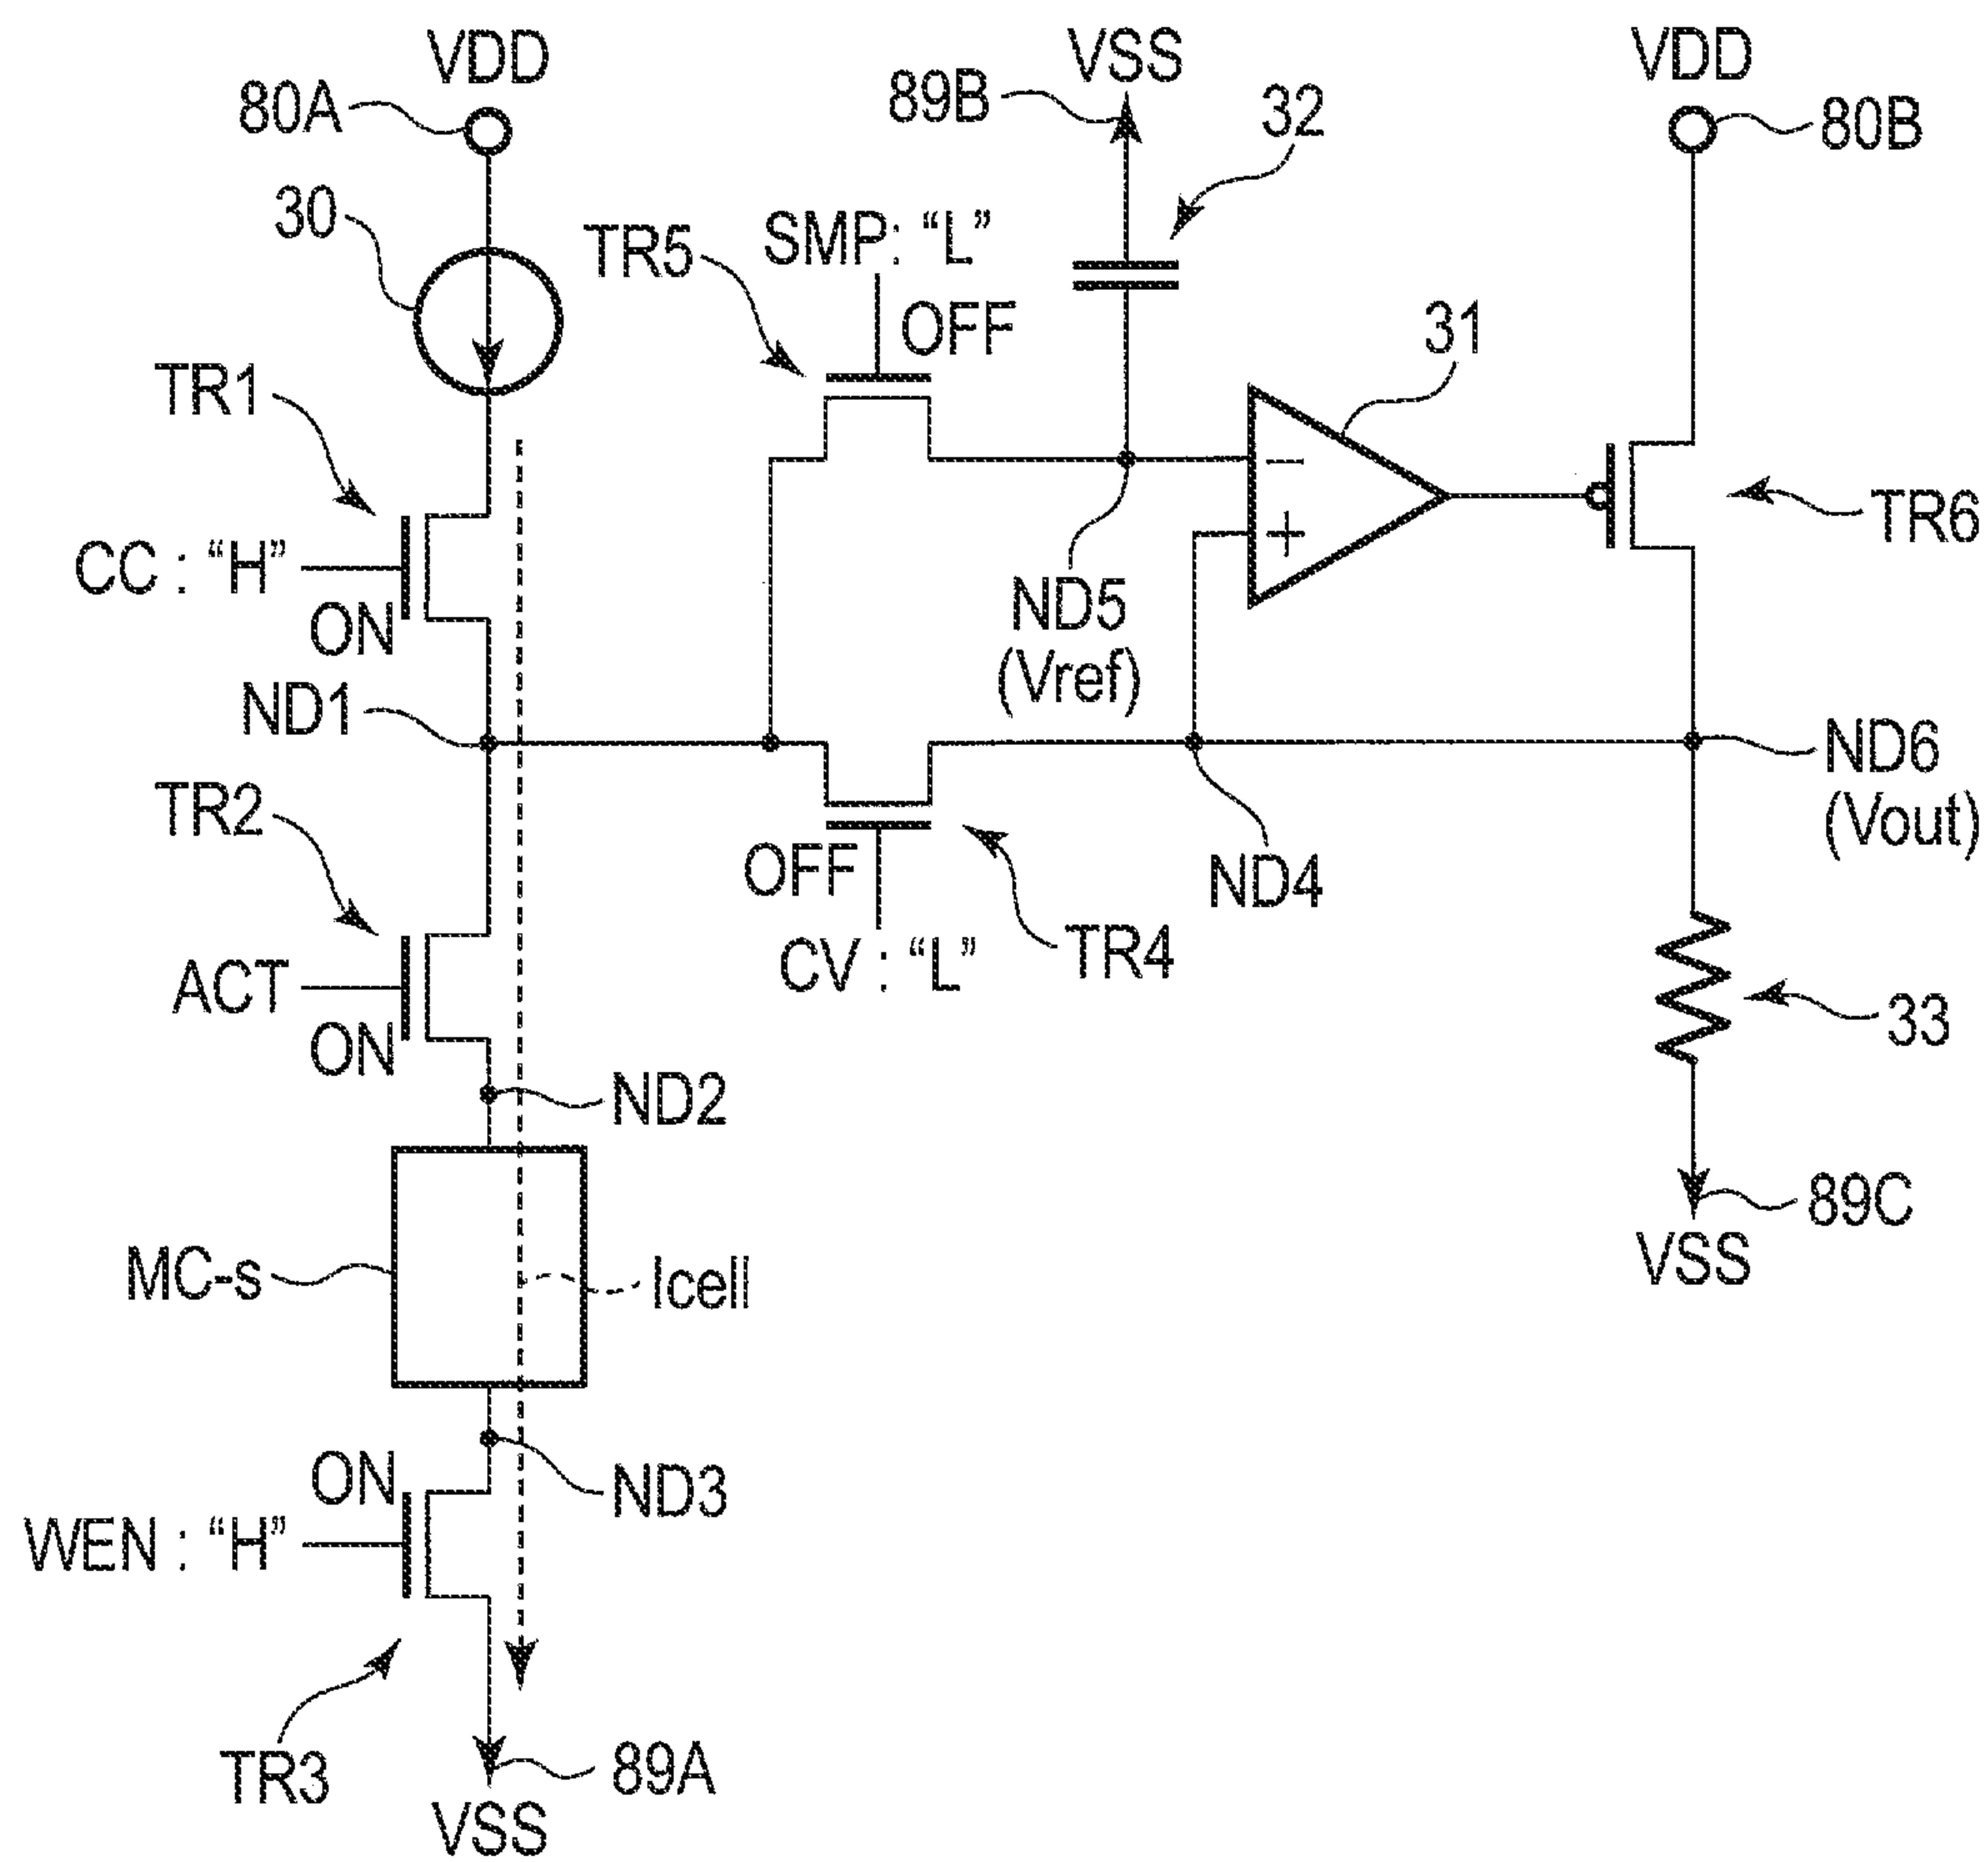 VDD
80A
30
TR1
CC : “H”
ON
ND1
TR2
ACT
ON
ND2
MC-s
Icell
ON
ND3
WEN : “H”
TR3
89A
VSS
VSS
89B
32
TR5
SMP: “L”
OFF
31
ND5
(Vref)
OFF
CV : “L”
TR4
ND4
−
+
VDD
80B
TR6
ND6
(Vout)
33
89C
VSS